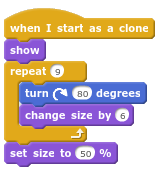 when I start as a clone
show
repeat 9
turn 80 degrees
change size by 6
set size to 50 %